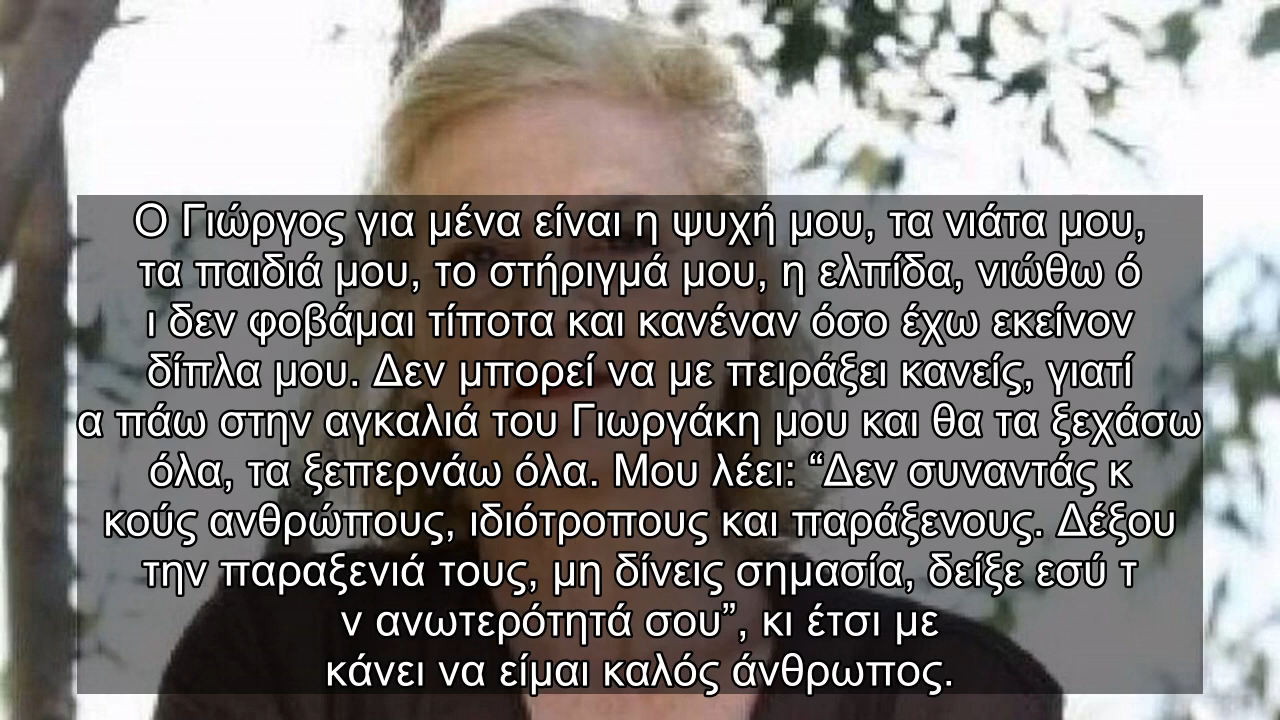 Ο Γιώργος για μένα είναι η ψυχή μου, τα νιάτα μου,
τα παιδιά μου, το στήριγμά μου, η ελπίδα, νιώθω ό
ι δεν φοβάμαι τίποτα και κανέναν όσο έχω εκείνον
δίπλα μου. Δεν μπορεί να με πειράξει κανείς, γιατί
α πάω στην αγκαλιά του Γιωργάκη μου και θα τα ξεχάσω
όλα, τα ξεπερνάω όλα. Μου λέει: “Δεν συναντάς κ
κούς ανθρώπους, ιδιότροπους και παράξενους. Δέξου
την παραξενιά τους, μη δίνεις σημασία, δείξε εσύ τ
ν ανωτερότητά σου”, κι έτσι με
κάνει να είμαι καλός άνθρωπος.